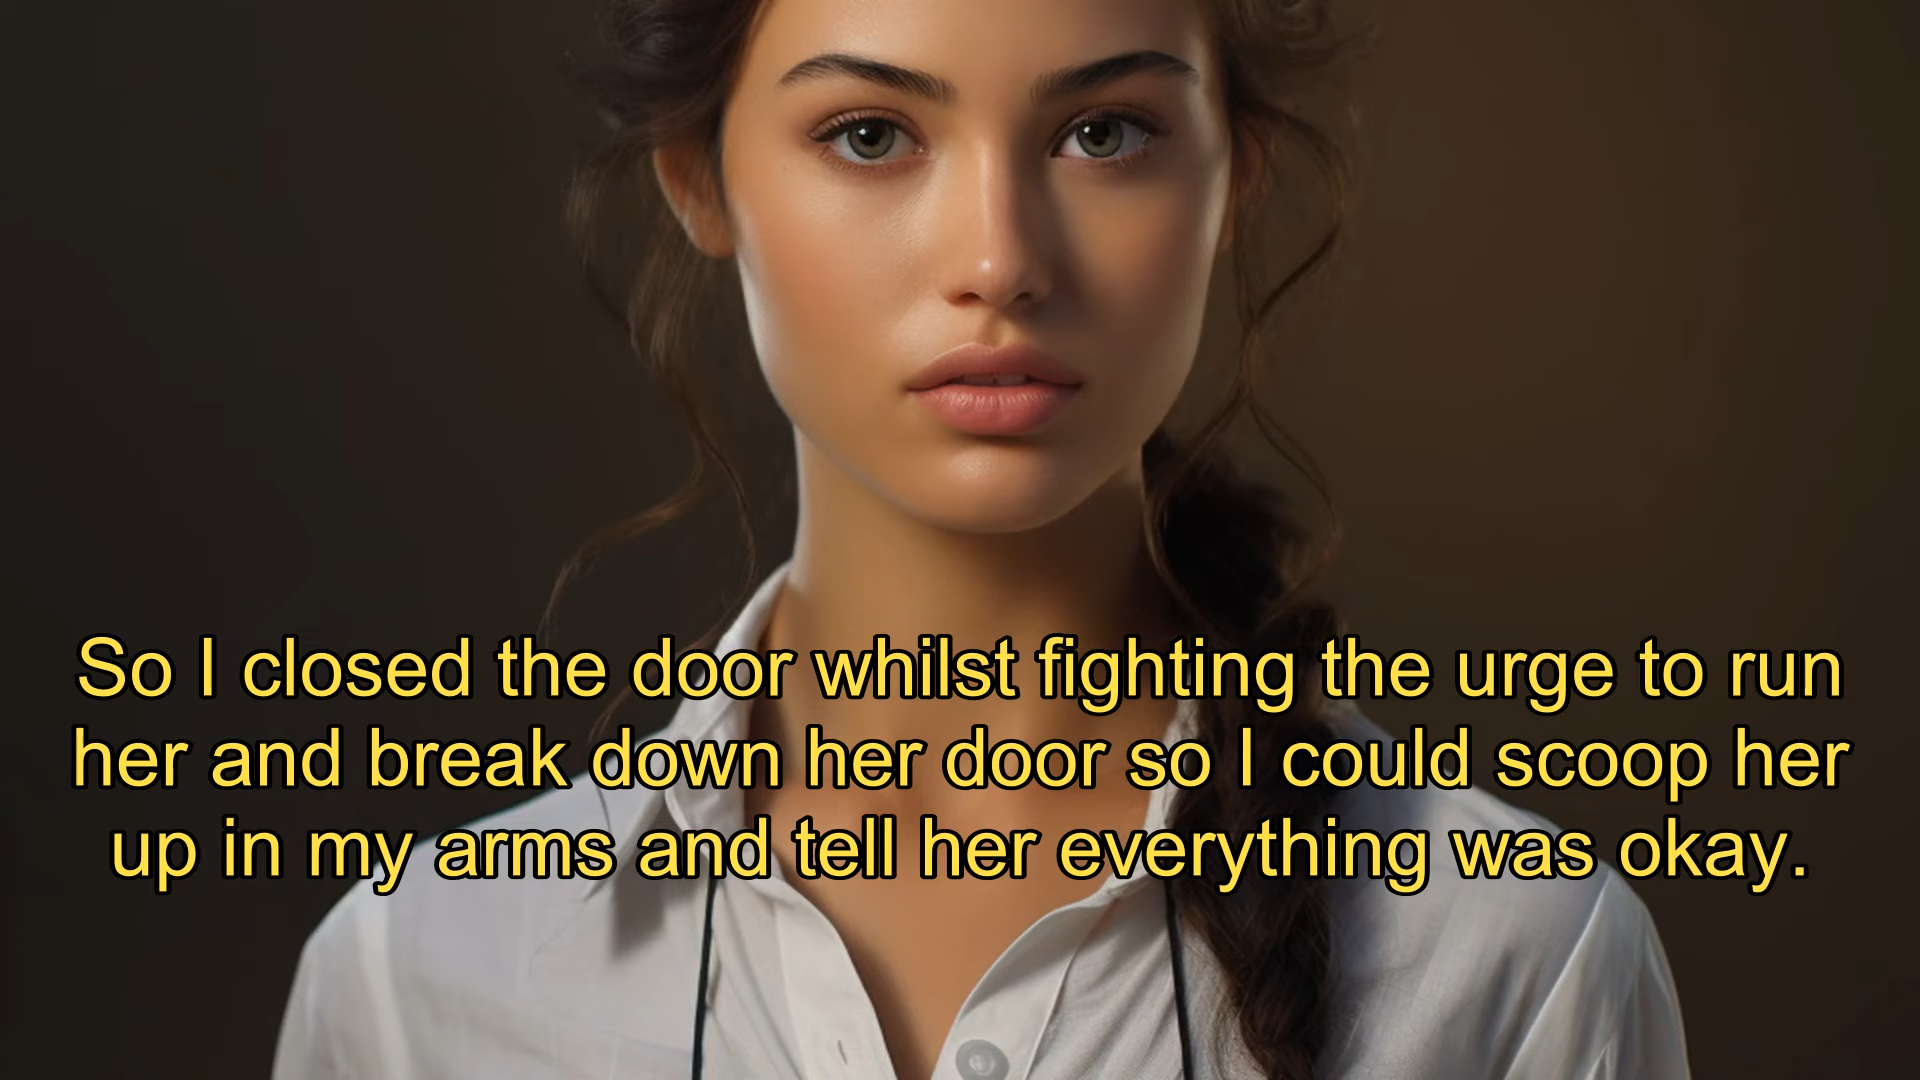 So I closed the door whilst fighting the urge to run
her and break down her door so I could scoop her
up in my arms and tell her everything was okay.